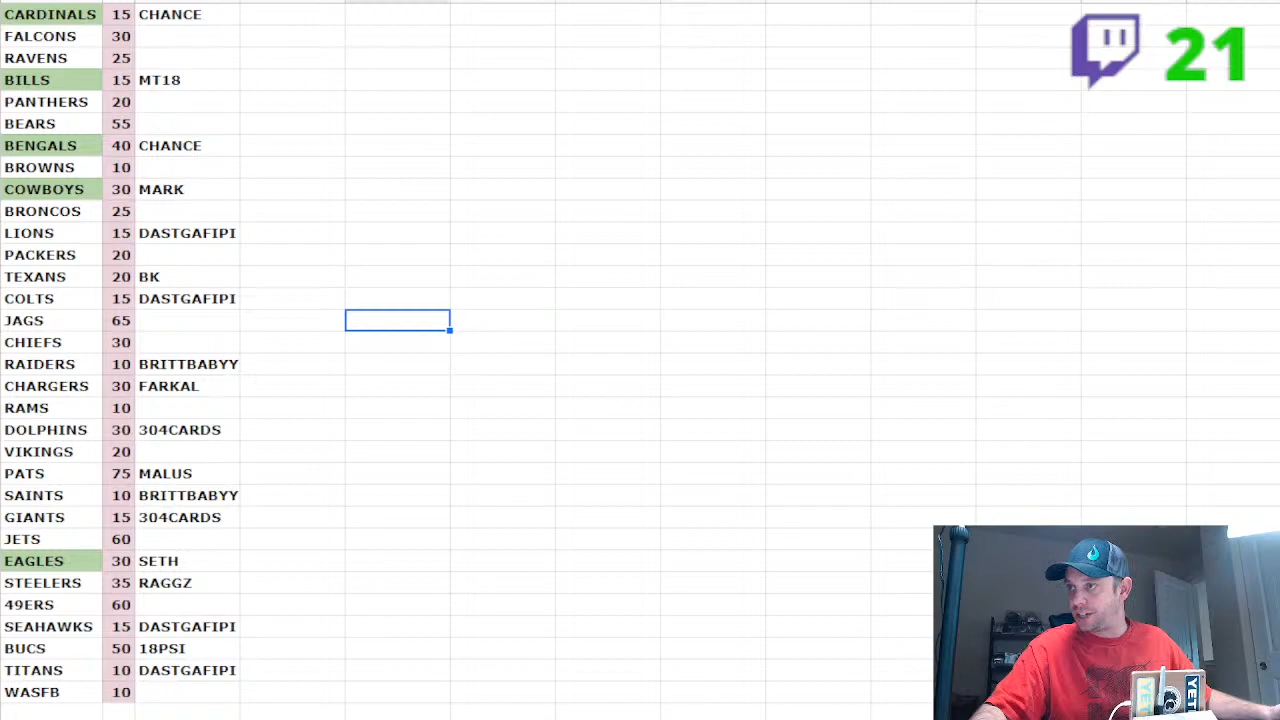 CARDINALS 15 CHANCE
FALCONS 30
RAVENS 25
BILLS 15 MT18
PANTHERS 20
BEARS 55
BENGALS 40 CHANCE
BROWNS 10
COWBOYS 30 MARK
BRONCOS 25
LIONS 15 DASTGAFIPI
PACKERS 20
TEXANS 20 BK
COLTS 15 DASTGAFIPI
JAGS 65
CHIEFS 30
RAIDERS 10 BRITTBABYY
CHARGERS 30 FARKAL
RAMS 10
DOLPHINS 30 304CARDS
VIKINGS 20
PATS 75 MALUS
SAINTS 10 BRITTBABYY
GIANTS 15 304CARDS
JETS 60
EAGLES 30 SETH
STEELERS 35 RAGGZ
49ERS 60
SEAHAWKS 15 DASTGAFIPI
BUCS 50 18PSI
TITANS 10 DASTGAFIPI
WASFB 10
21
YETI
YETI